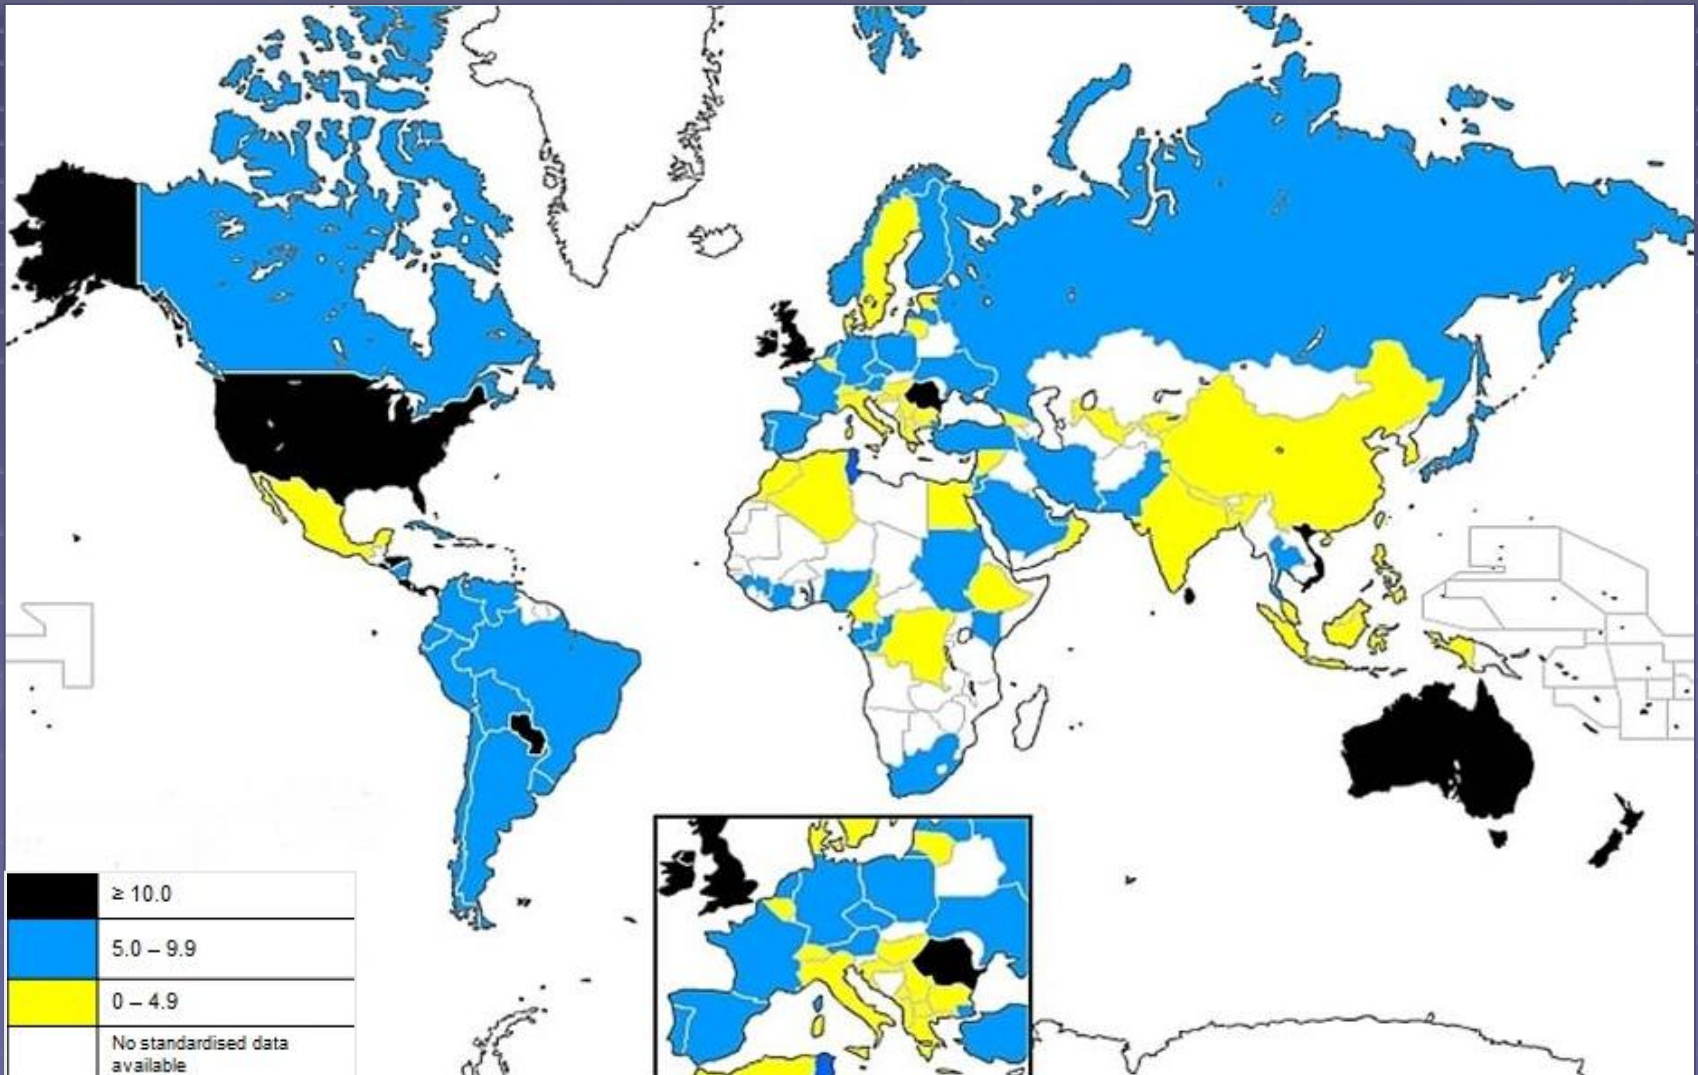 ≥ 10.0
5.0 – 9.9
0 – 4.9
No standardised data
available